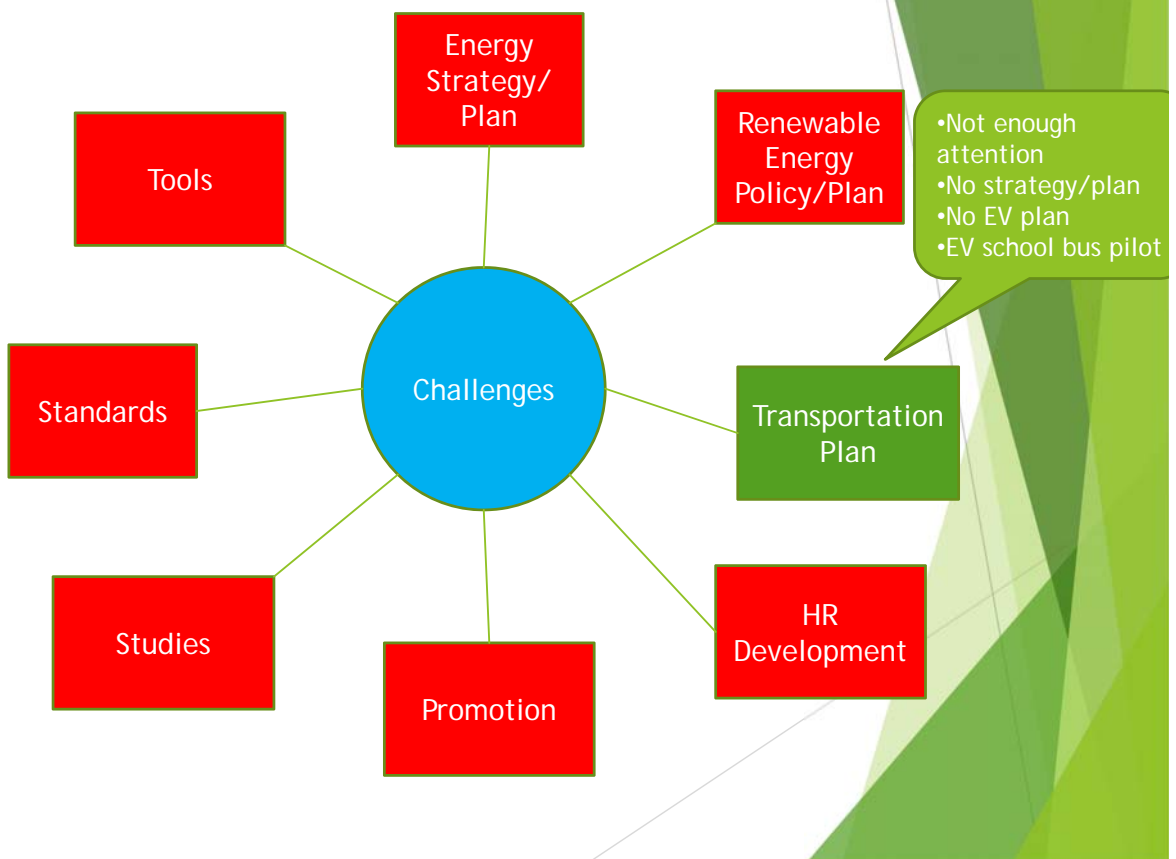 Energy
Strategy/
Plan
Renewable
Energy
Policy/Plan
•Not enough
attention
•No strategy/plan
•No EV plan
•EV school bus pilot
Tools
Standards
Challenges
Transportation
Plan
Studies
Promotion
HR
Development